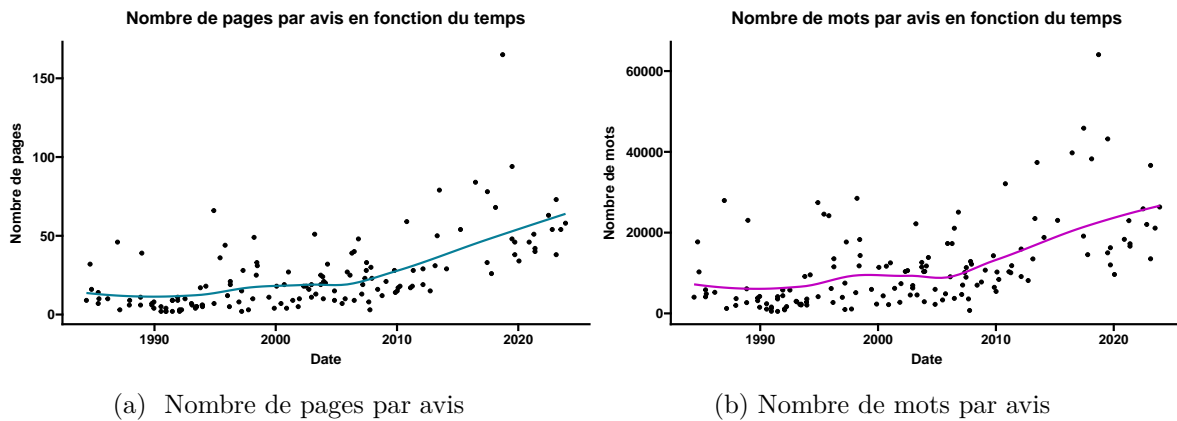 Nombre de pages par avis en fonction du temps
150
100
50
0
Nombre de pages
1990
2000
2010
2020
Date
(a) Nombre de pages par avis
Nombre de mots par avis en fonction du temps
60000
40000
20000
0
Nombre de mots
1990
2000
2010
2020
Date
(b) Nombre de mots par avis